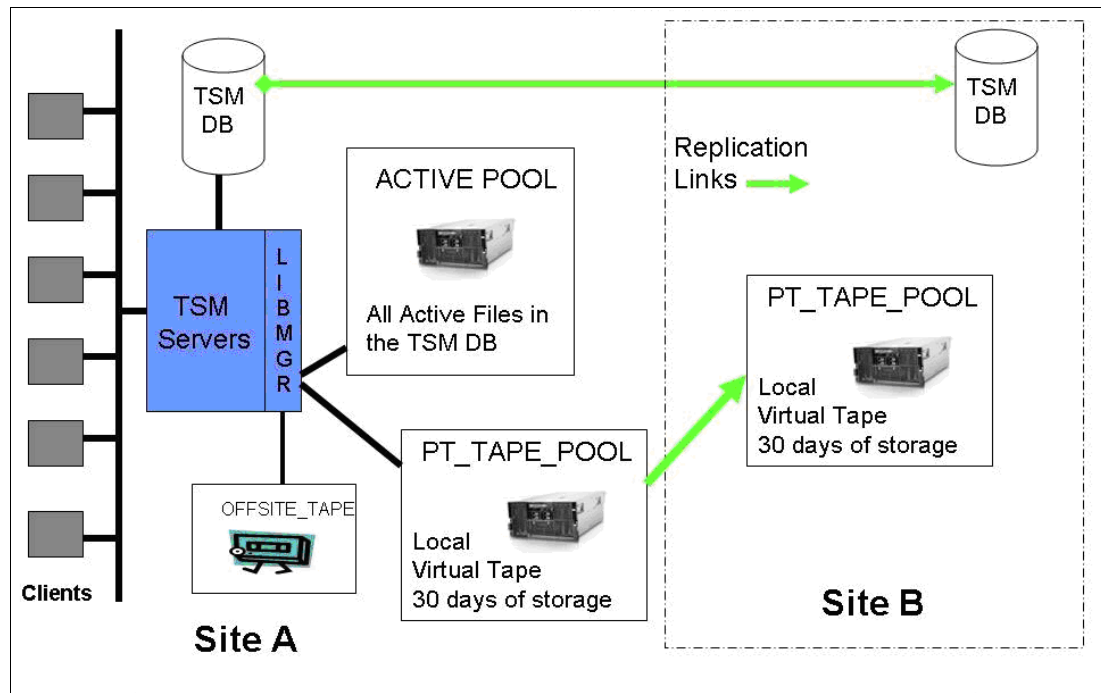 TSM
DB
TSM
DB
Replication
Links
ACTIVE POOL
All Active Files in
the TSM DB
TSM
Servers
L
I
B
M
G
R
PT_TAPE_POOL
Local
Virtual Tape
30 days of storage
PT_TAPE_POOL
Local
Virtual Tape
30 days of storage
OFFSITE_TAPE
Clients
Site A
Site B